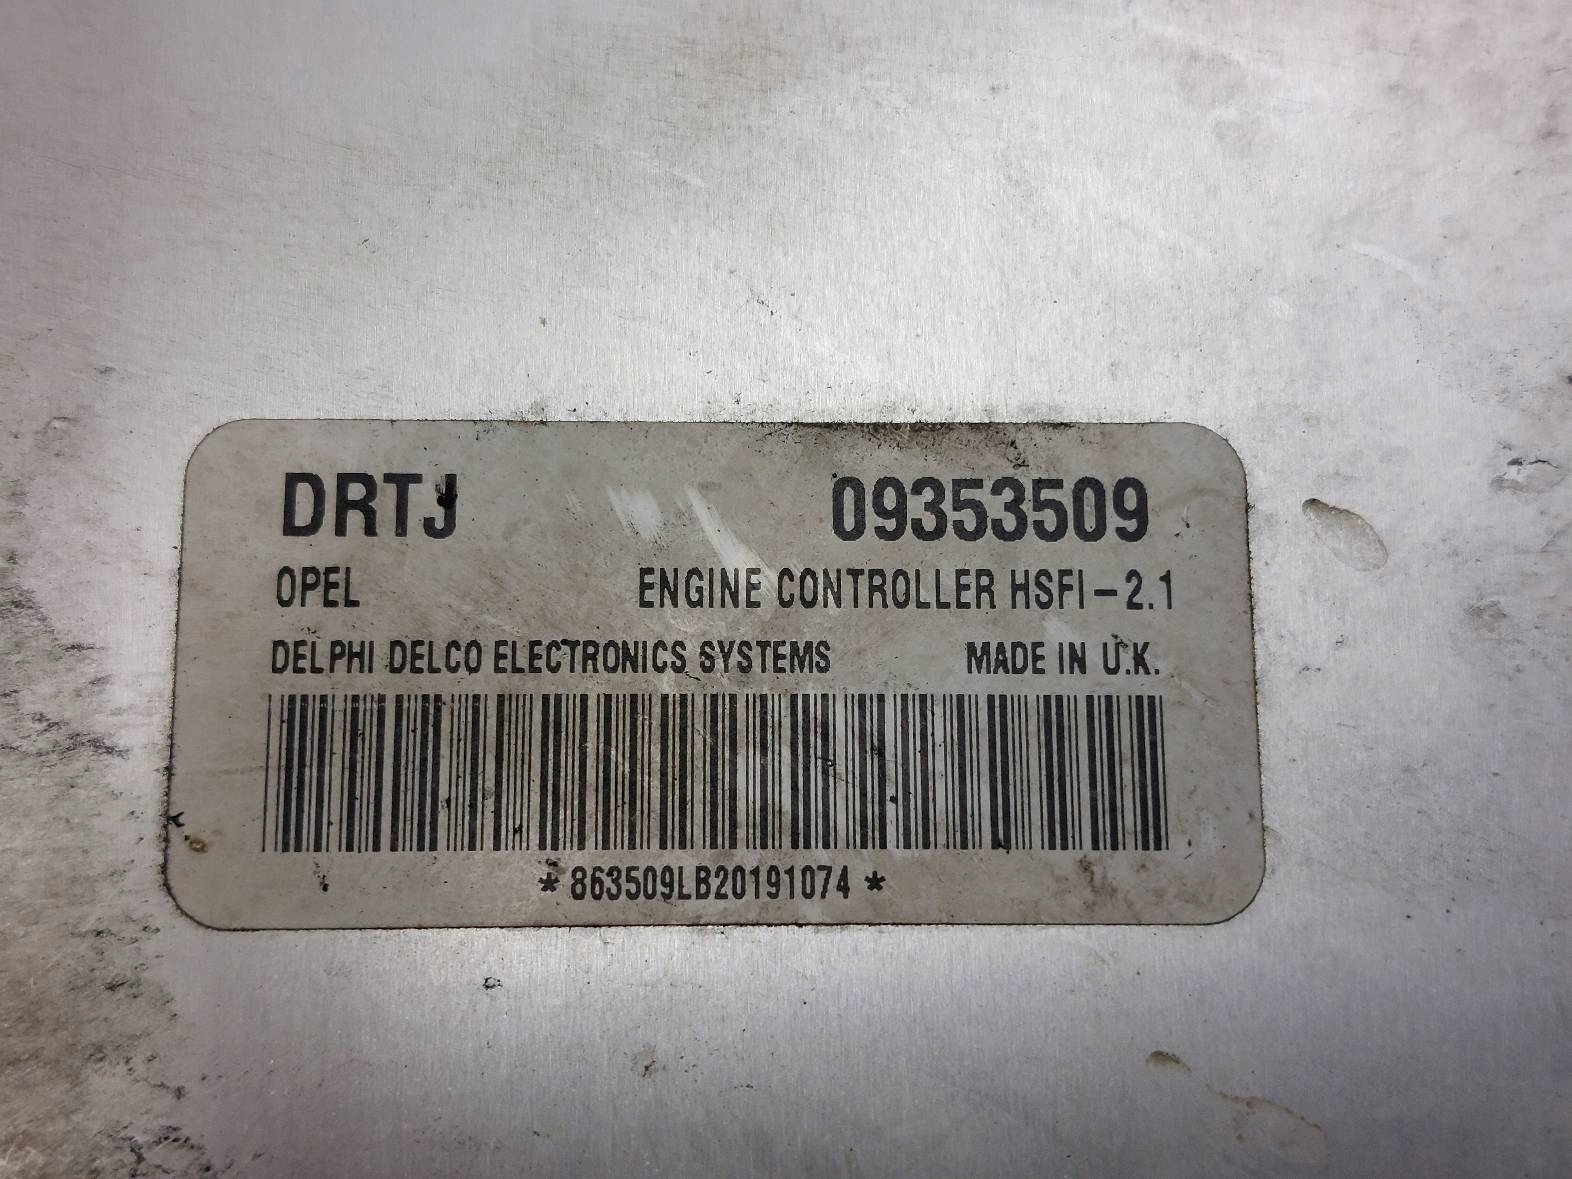 DRTJ 09353509
OPEL ENGINE CONTROLLER HSFI-2.1
DELPHI DELCO ELECTRONICS SYSTEMS MADE IN U.K.
*863509LB20191074*